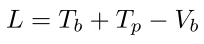 L = T_b + T_p − V_b